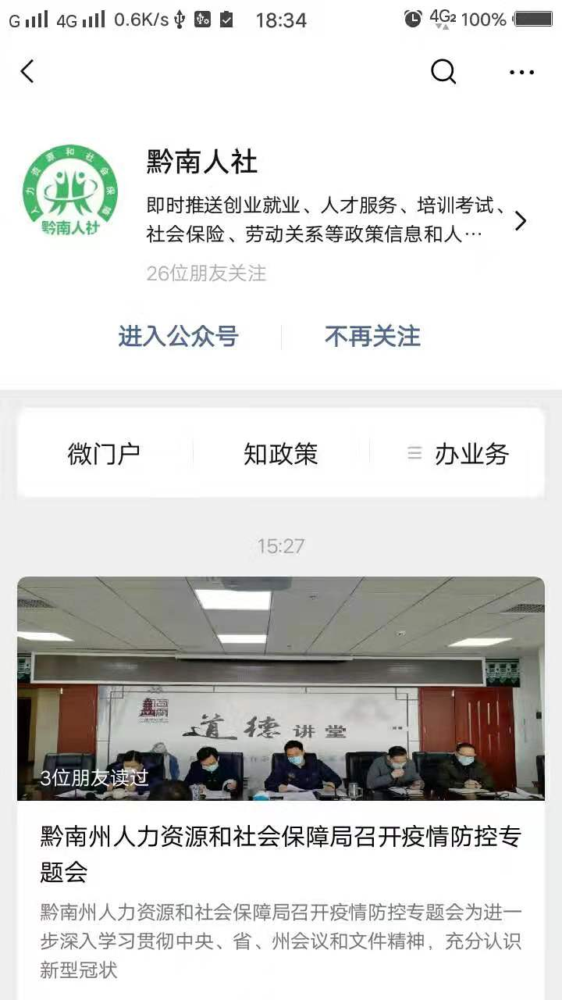 G 4G 0.6K/s 18:34 4G2 100%
人力资源和社会保障
黔南人社
黔南人社
即时推送创业就业、人才服务、培训考试、
社会保险、劳动关系等政策信息和人…
26位朋友关注
进入公众号 不再关注
微门户 知政策 办业务
15:27
道德讲堂
3位朋友读过
黔南州人力资源和社会保障局召开疫情防控专
题会
黔南州人力资源和社会保障局召开疫情防控专题会为进一
步深入学习贯彻中央、省、州会议和文件精神，充分认识
新型冠状